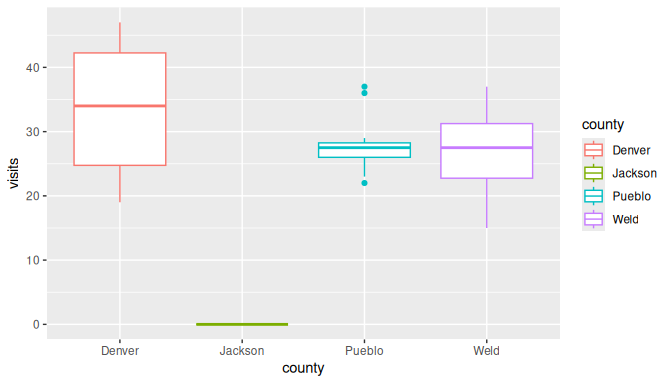 visits
40
30
20
10
0
Denver
Jackson
Pueblo
Weld
county
county
Denver
Jackson
Pueblo
Weld